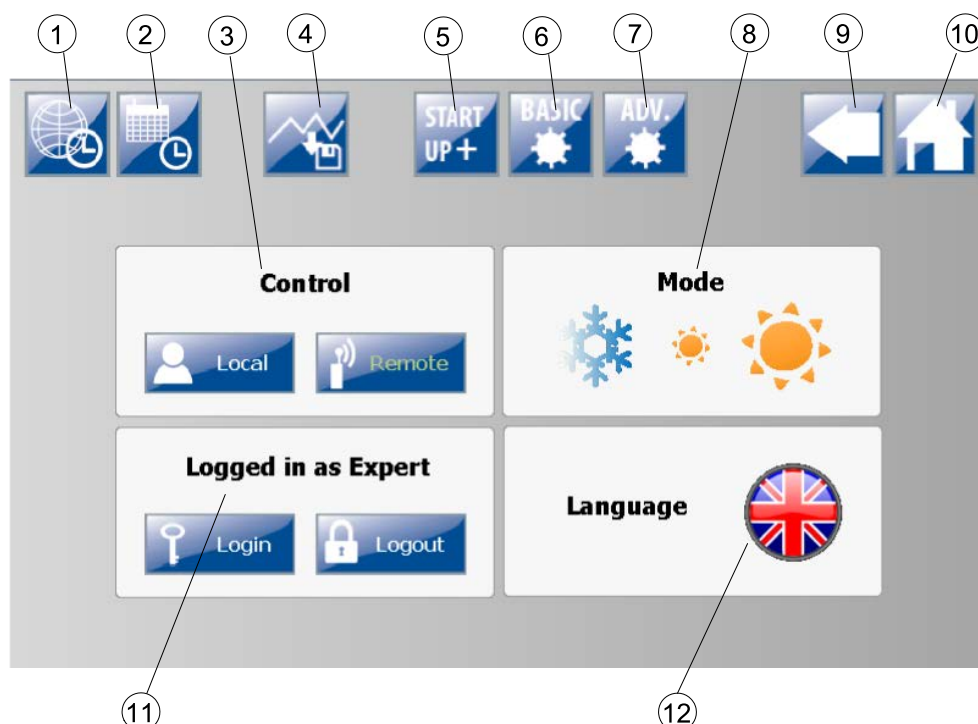 1 2 3 4 5 6 7 8 9 10
START UP+
BASIC
ADV.
Control
Local
Remote
Mode
Logged in as Expert
Login
Logout
Language
11 12